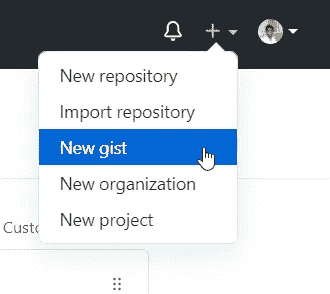 New repository
Import repository
New gist
New organization
New project